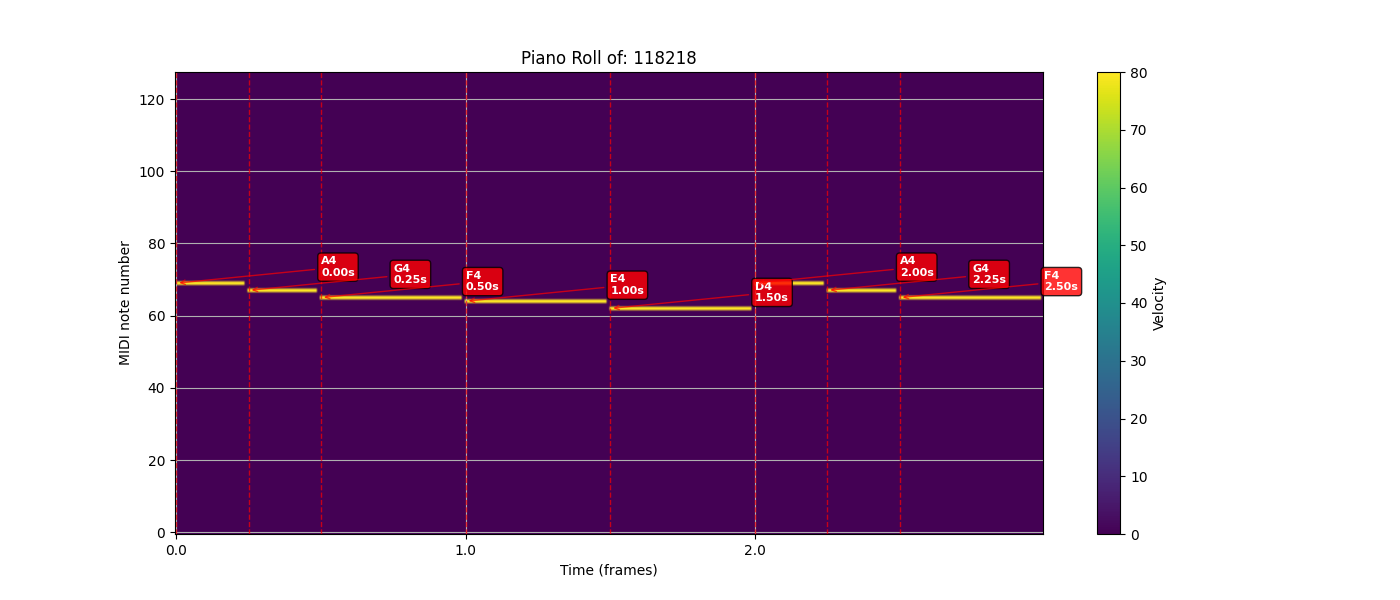 Piano Roll of: 118218
MIDI note number
120
100
80
60
40
20
0
A4
0.00s
G4
0.25s
F4
0.50s
E4
1.00s
D4
1.50s
A4
2.00s
G4
2.25s
F4
2.50s
0.0
1.0
2.0
Time (frames)
80
70
60
50
40
30
20
10
0
Velocity